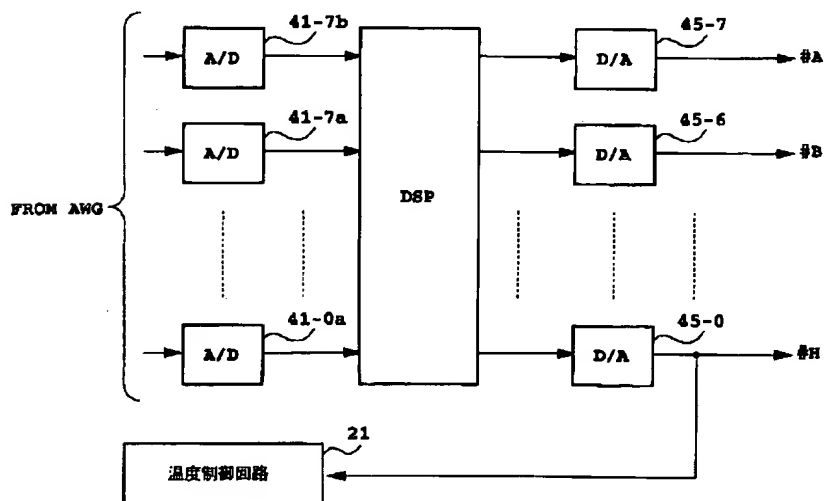 41-7b
45-7
A/D
D/A
#A
41-7a
45-6
A/D
D/A
#B
FROM AWG
DSP
41-0a
45-0
A/D
D/A
#H
21
温度制御回路